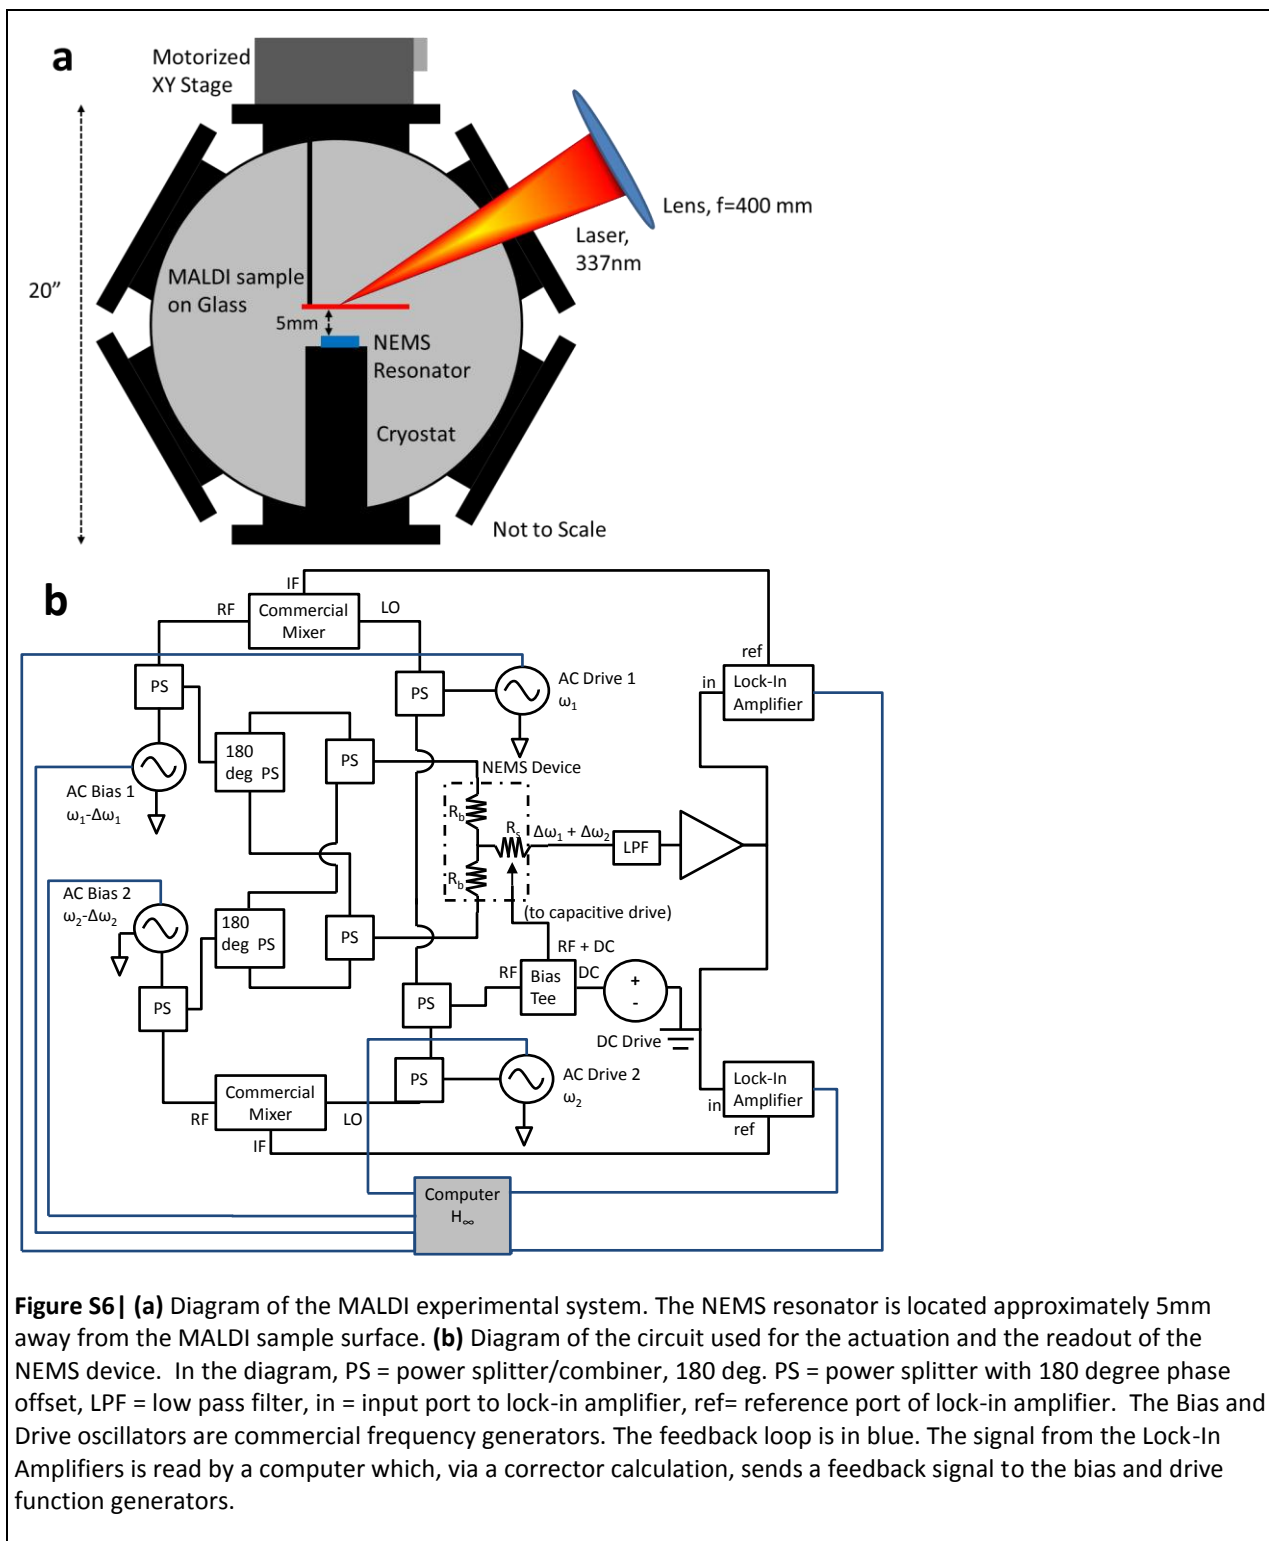 a
Motorized
XY Stage
Lens, f=400 mm
Laser,
337nm
20”
MALDI sample
on Glass
5mm
NEMS
Resonator
Cryostat
Not to Scale
b
IF
RF
Commercial
Mixer
LO
ref
in
Lock-In
Amplifier
PS
PS
AC Drive 1
ω₁
180
deg PS
PS
NEMS Device
AC Bias 1
ω₁-Δω₁
R_b
R_s
Δω₁ + Δω₂
LPF
R_b
AC Bias 2
ω₂-Δω₂
180
deg PS
PS
(to capacitive drive)
RF + DC
RF
Bias
Tee
DC
+
-
PS
PS
DC Drive
PS
AC Drive 2
ω₂
Lock-In
Amplifier
in
ref
Commercial
Mixer
RF
LO
IF
Computer
H∞
Figure S6| (a) Diagram of the MALDI experimental system. The NEMS resonator is located approximately 5mm
away from the MALDI sample surface. (b) Diagram of the circuit used for the actuation and the readout of the
NEMS device. In the diagram, PS = power splitter/combiner, 180 deg. PS = power splitter with 180 degree phase
offset, LPF = low pass filter, in = input port to lock-in amplifier, ref= reference port of lock-in amplifier. The Bias and
Drive oscillators are commercial frequency generators. The feedback loop is in blue. The signal from the Lock-In
Amplifiers is read by a computer which, via a corrector calculation, sends a feedback signal to the bias and drive
function generators.